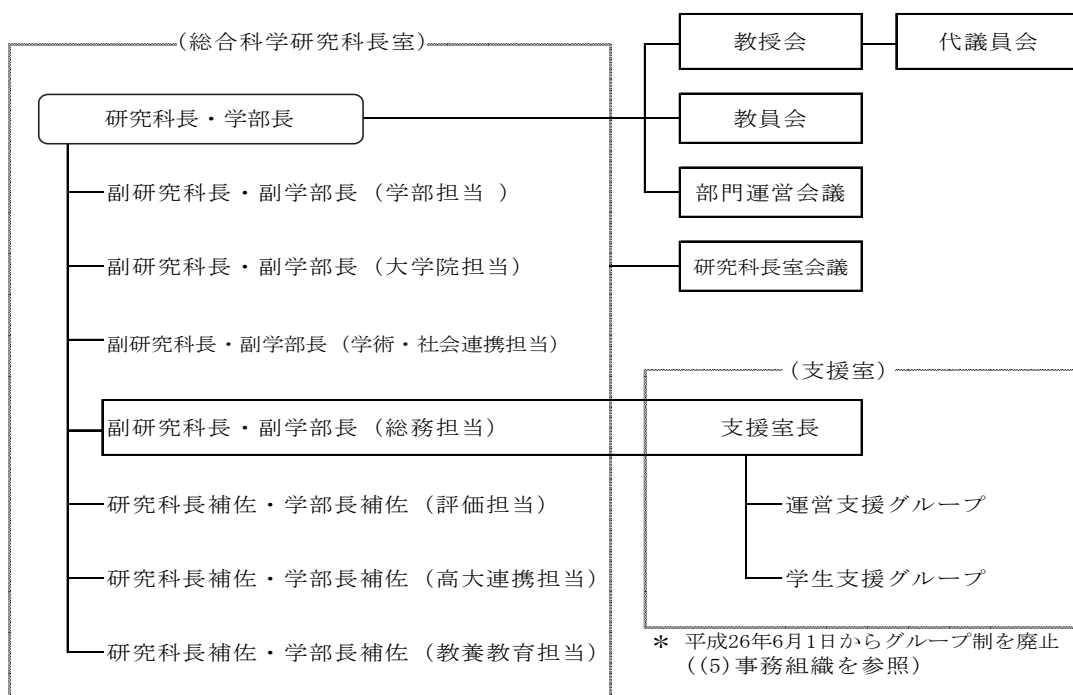 (総合科学研究科長室)
教授会
代議員会
研究科長・学部長
教員会
副研究科長・副学部長 (学部担当 )
部門運営会議
副研究科長・副学部長 (大学院担当)
研究科長室会議
副研究科長・副学部長 (学術・社会連携担当)
(支援室)
副研究科長・副学部長 (総務担当)
支援室長
研究科長補佐・学部長補佐 (評価担当)
運営支援グループ
研究科長補佐・学部長補佐 (高大連携担当)
学生支援グループ
研究科長補佐・学部長補佐 (教養教育担当)
* 平成26年6月1日からグループ制を廃止
((5)事務組織を参照)